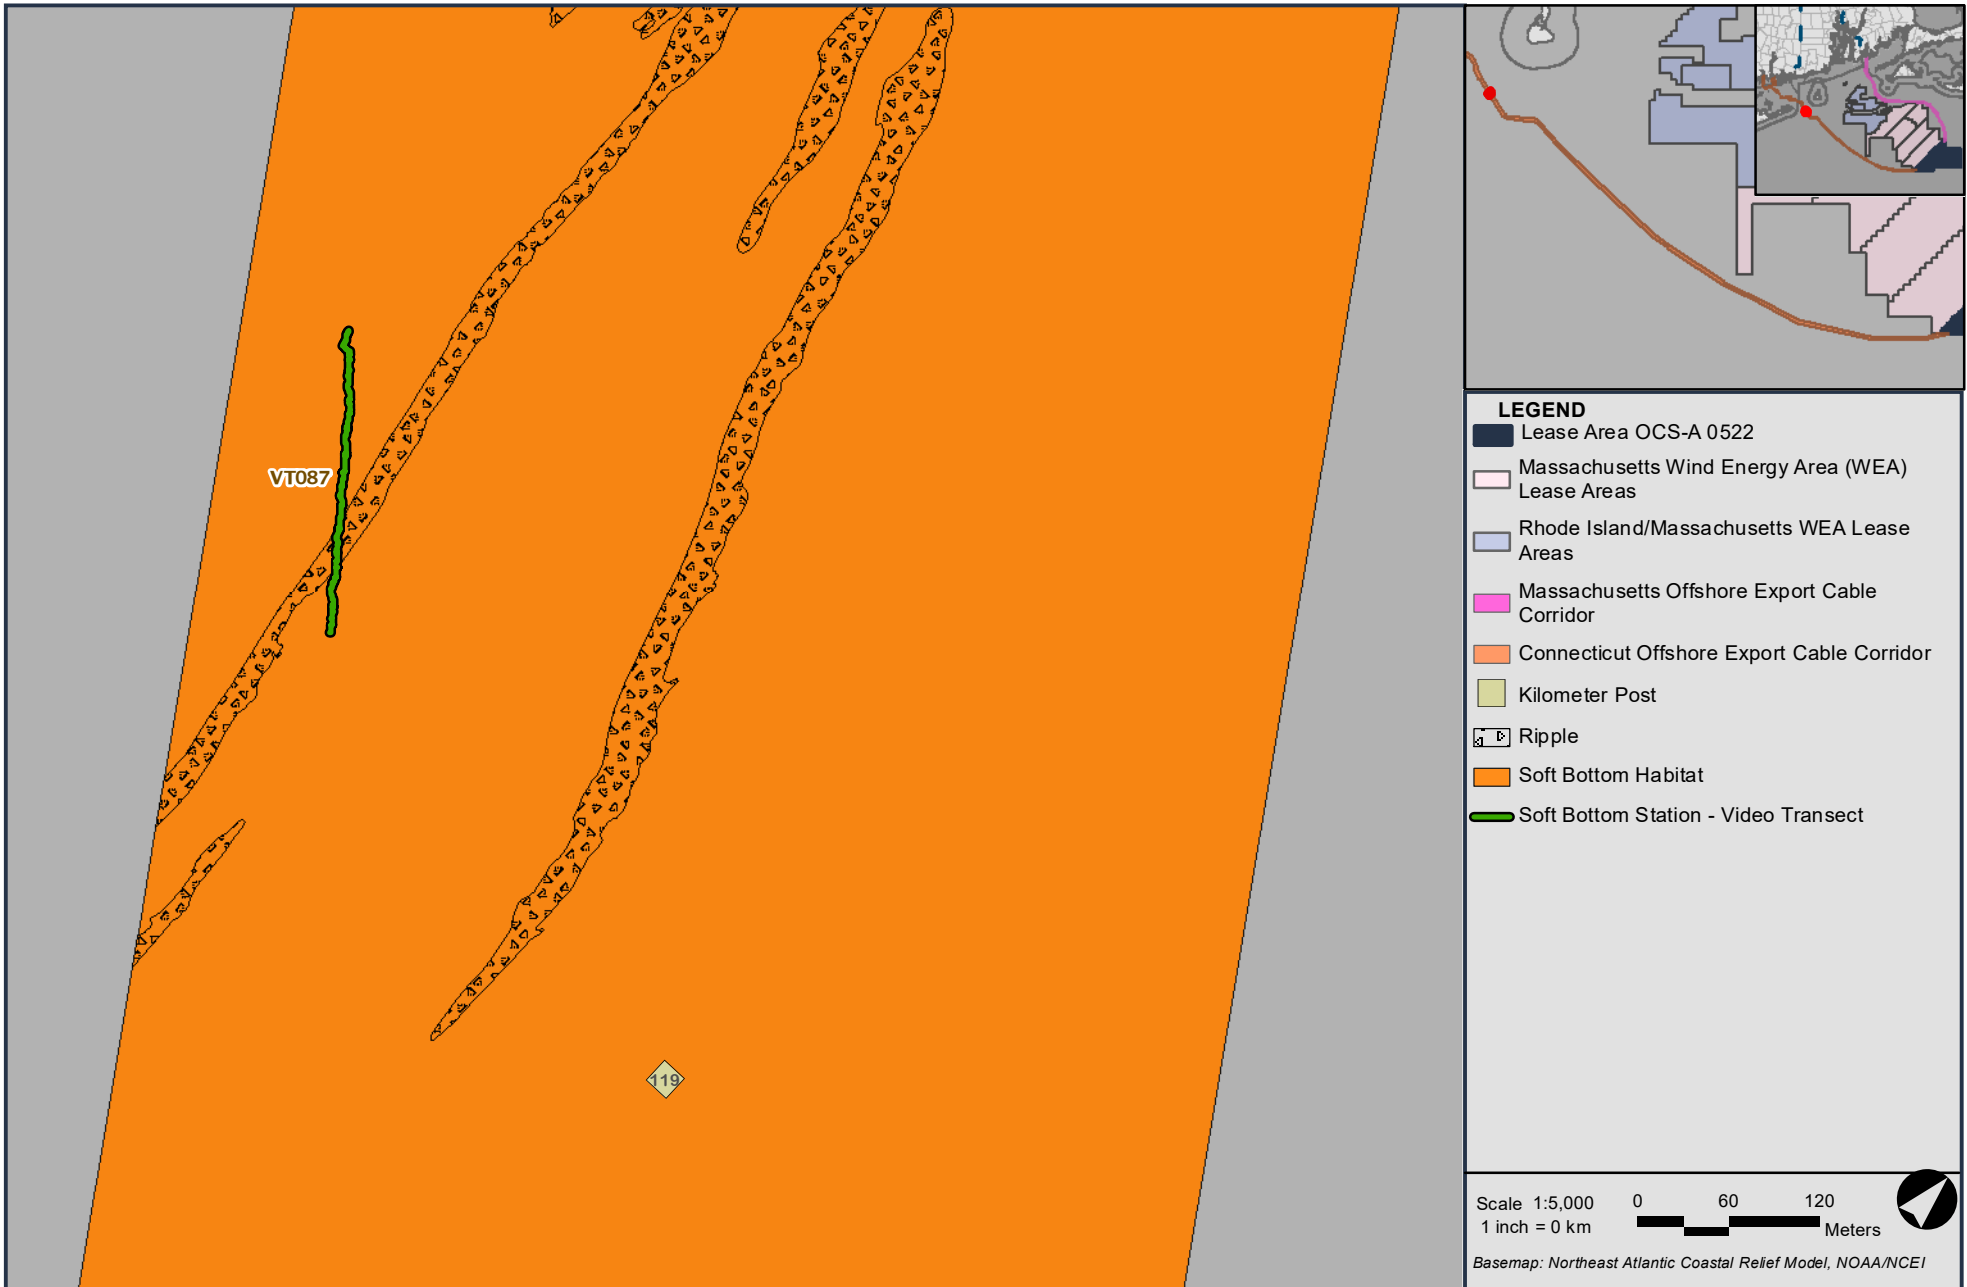 VT087
119
LEGEND
Lease Area OCS-A 0522
Massachusetts Wind Energy Area (WEA)
Lease Areas
Rhode Island/Massachusetts WEA Lease
Areas
Massachusetts Offshore Export Cable
Corridor
Connecticut Offshore Export Cable Corridor
Kilometer Post
Ripple
Soft Bottom Habitat
Soft Bottom Station - Video Transect
Scale 1:5,000
1 inch = 0 km
0 60 120
Meters
Basemap: Northeast Atlantic Coastal Relief Model, NOAA/NCEI